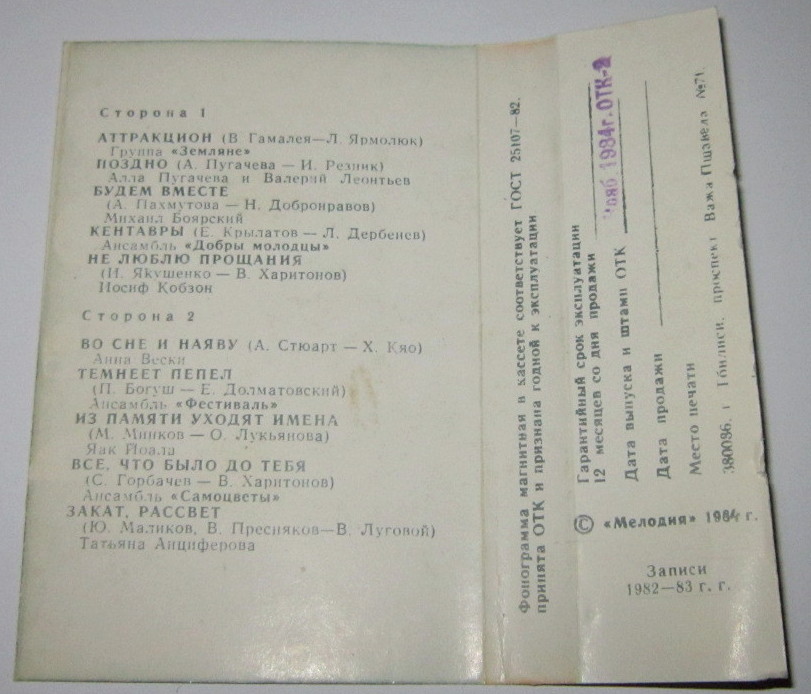 Сторона 1
АТТРАКЦИОН (В Гамалея—Л. Ярмолюк)
Группа «Земляне»
ПОЗДНО (А. Пугачева — И. Резник)
Алла Пугачева и Валерий Леонтьев
БУДЕМ ВМЕСТЕ
(А. Пахмутова — Н. Добронравов)
Михаил Боярский
КЕНТАВРЫ (Е. Крылатов — Л. Дербенев)
Ансамбль «Добры молодцы»
НЕ ЛЮБЛЮ ПРОЩАНИЯ
(И. Якушенко — В. Харитонов)
Иосиф Кобзон
Сторона 2
ВО СНЕ И НАЯВУ (А. Стюарт — Х. Кяо)
Анна Вески
ТЕМНЕЕТ ПЕПЕЛ
(П. Богуш — Е. Долматовский)
Ансамбль «Фестиваль»
ИЗ ПАМЯТИ УХОДЯТ ИМЕНА
(М. Минков — О. Лукьянова)
Яак Йоала
ВСЕ, ЧТО БЫЛО ДО ТЕБЯ
(С. Горбачев — В. Харитонов)
Ансамбль «Самоцветы»
ЗАКАТ, РАССВЕТ
(Ю. Маликов, В. Пресняков—В. Луговой)
Татьяна Анциферова
Фонограмма магнитная в кассете соответствует ГОСТ 25107—82.
принята ОТК и признана годной к эксплуатации
Гарантийный срок эксплуатации
12 месяцев со дня продажи
Дата выпуска и штамп ОТК
Нояб. 1984г. ОТК-2
Дата продажи
Место печати
380086. г Тбилиси, проспект Важа Пшавела №71.
© «Мелодия» 1984 г.
Записи
1982—83 г. г.